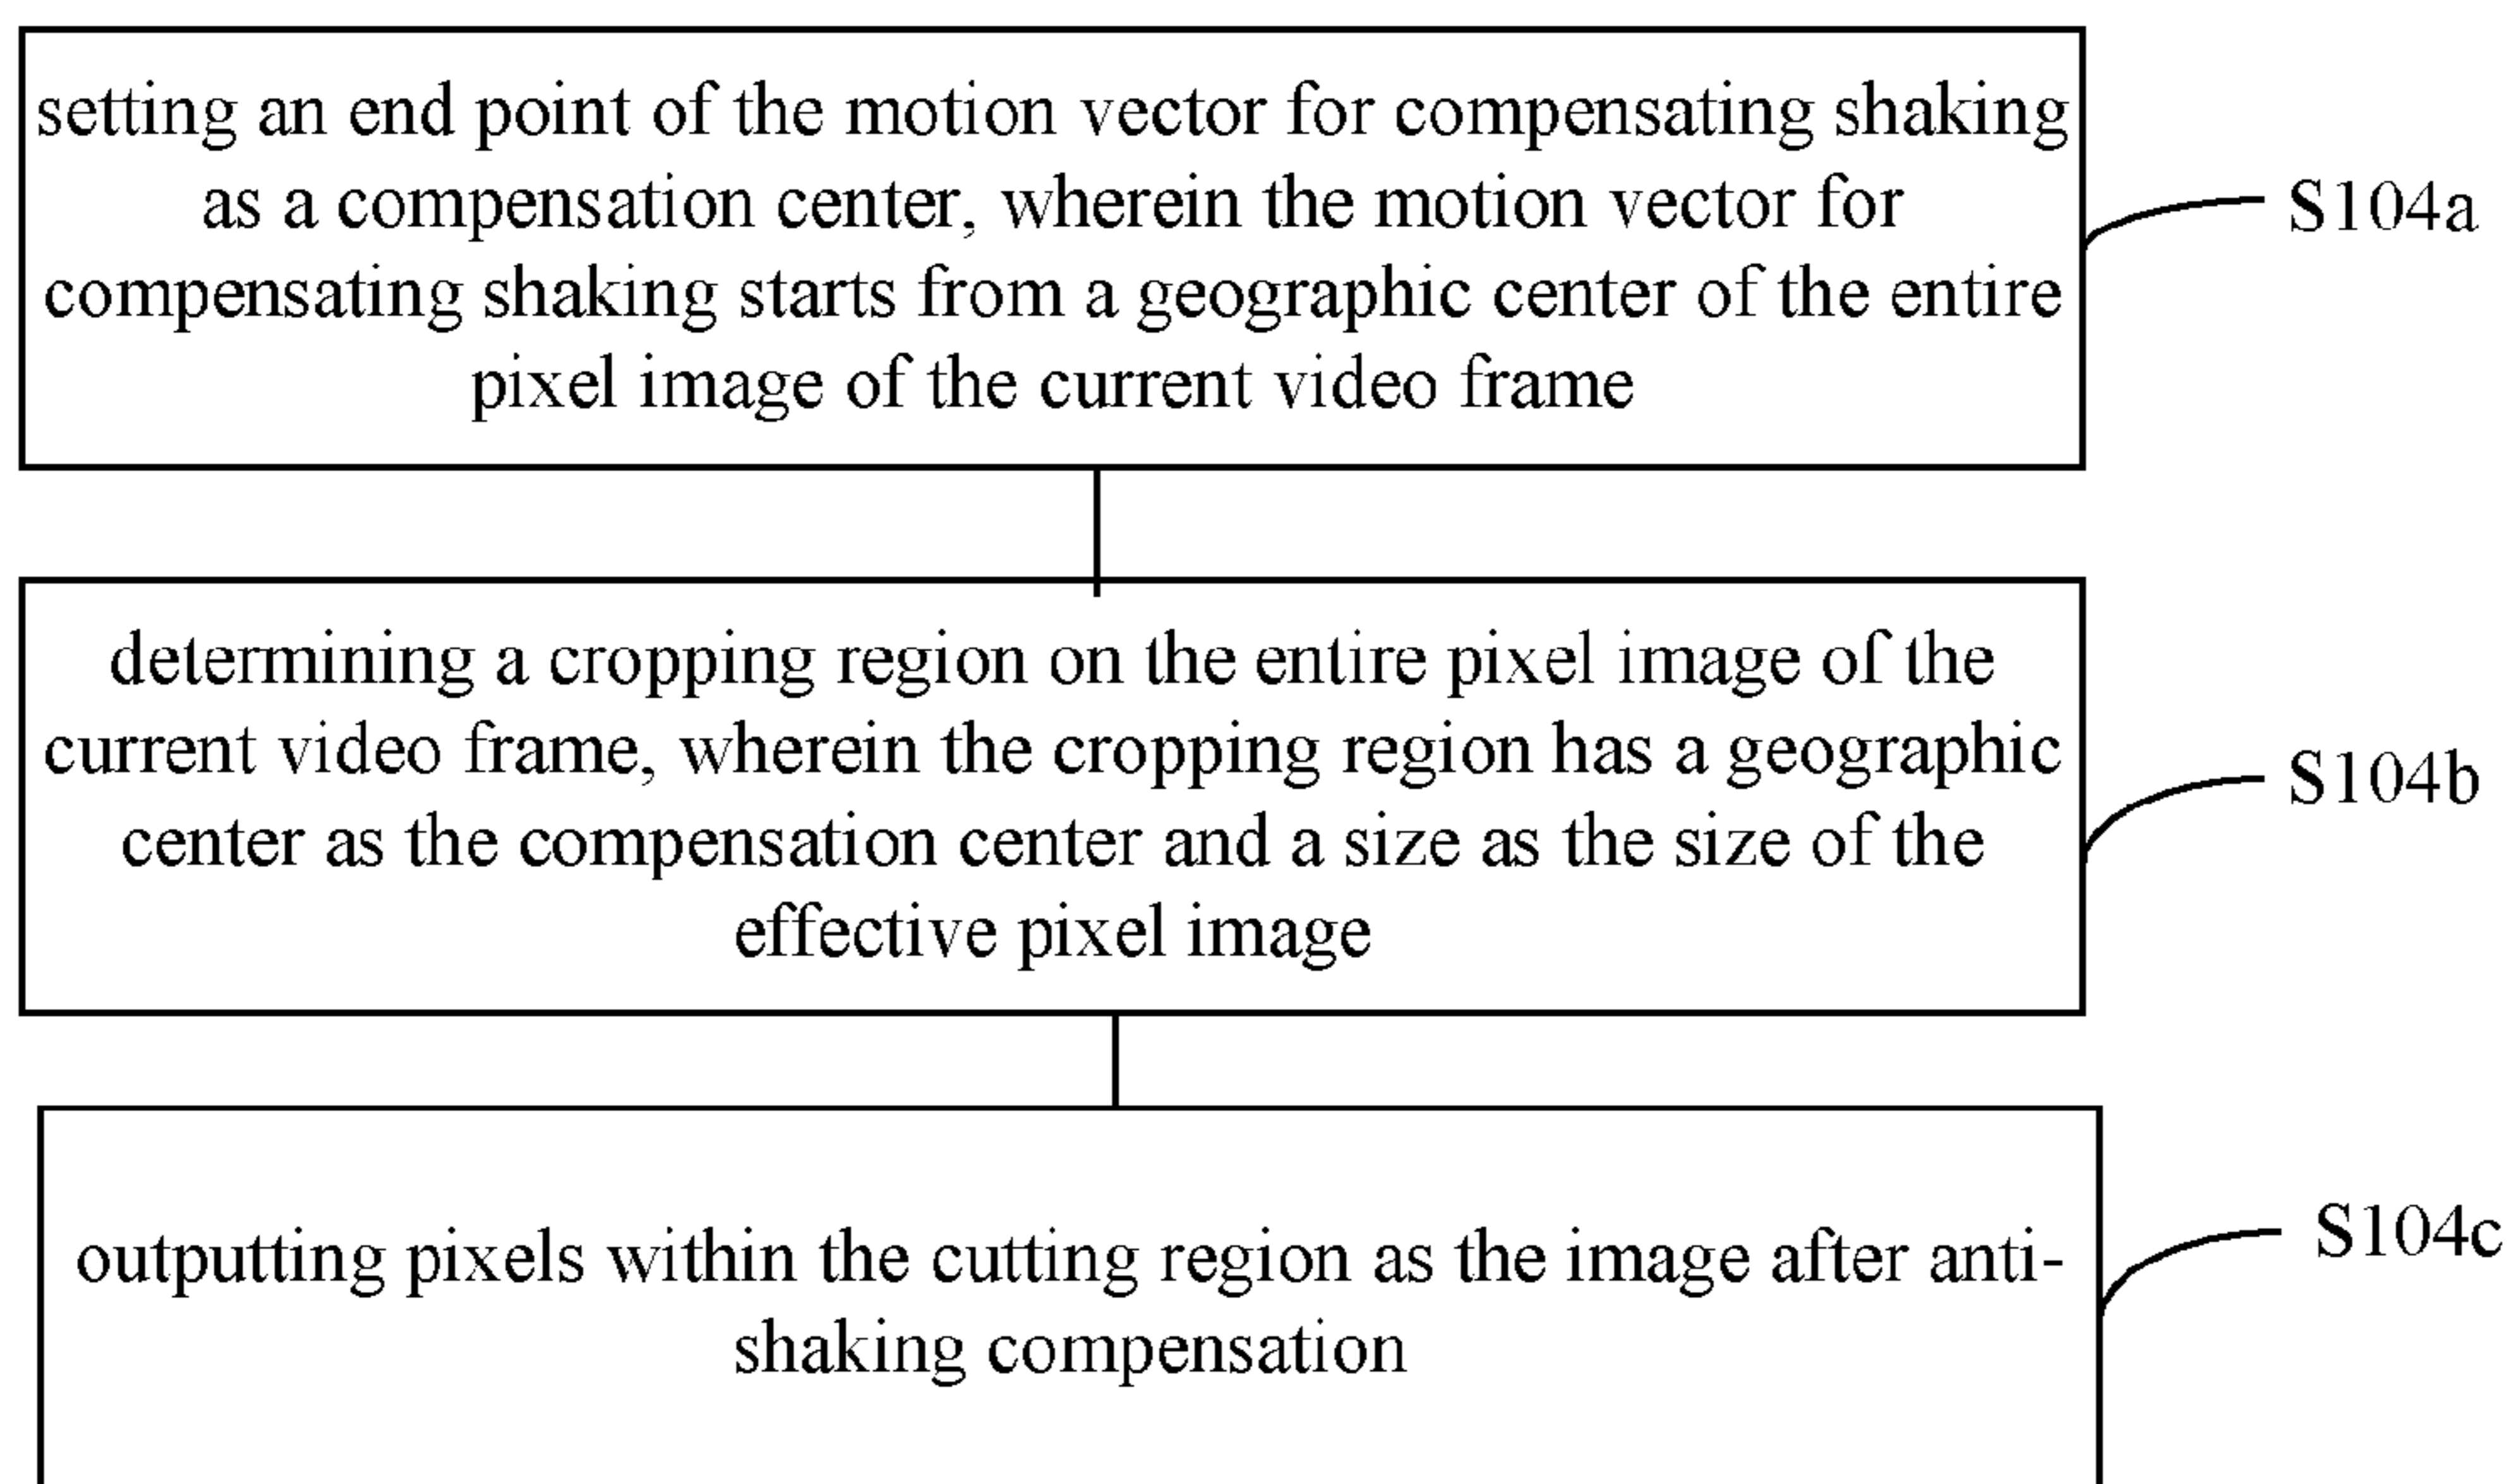 setting an end point of the motion vector for compensating shaking
as a compensation center, wherein the motion vector for
compensating shaking starts from a geographic center of the entire
pixel image of the current video frame
S104a
determining a cropping region on the entire pixel image of the
current video frame, wherein the cropping region has a geographic
center as the compensation center and a size as the size of the
effective pixel image
S104b
outputting pixels within the cutting region as the image after anti-
shaking compensation
S104c